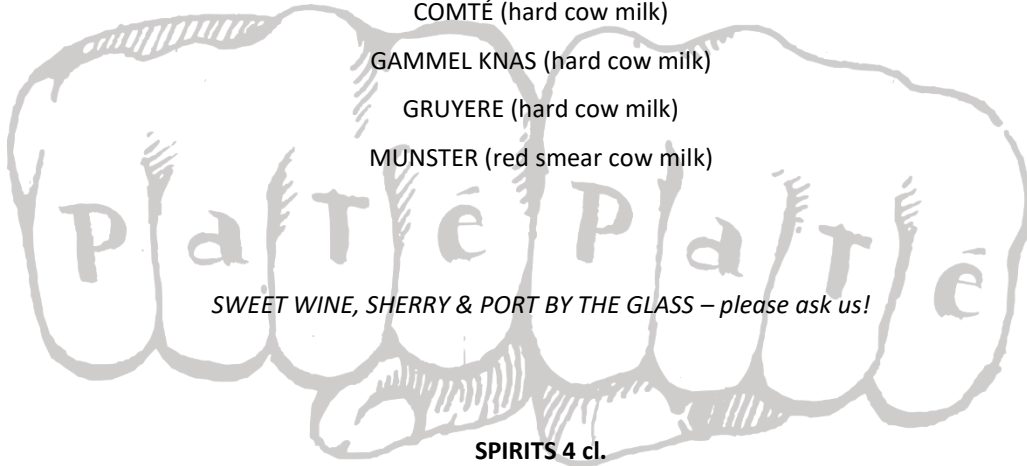 COMTÉ (hard cow milk)
GAMMEL KNAS (hard cow milk)
GRUYERE (hard cow milk)
MUNSTER (red smear cow milk)
PaTé PaTé
SWEET WINE, SHERRY & PORT BY THE GLASS – please ask us!
SPIRITS 4 cl.